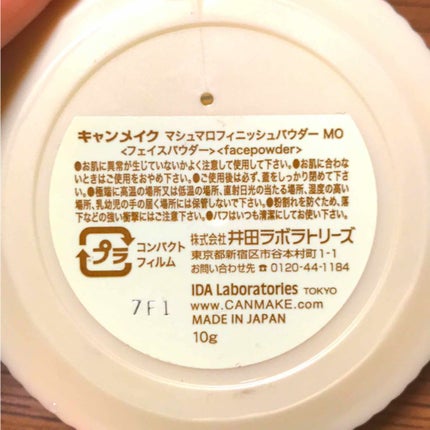 キャンメイク マシュマロフィニッシュパウダー MO
<フェイスパウダー><facepowder>
●お肌に異常が生じていないかよく注意して使用して下さい。●お肌に合わな
いときはご使用をおやめ下さい。●ご使用後は必ず、蓋をしっかり閉めて下さ
い。●極端に高温の場所又は低温の場所、直射日光の当たる場所、湿度の高い
場所、乳幼児の手の届く場所には保管しないで下さい。●粉割れを防ぐため、落
下などの強い衝撃にはご注意下さい。●パフはいつも清潔にしてお使い下さい。
プラ
コンパクト
フィルム
株式会社 井田ラボラトリーズ
東京都新宿区市谷本村町1-1
お問い合わせ先 ☎ 0120-44-1184
IDA Laboratories TOKYO
www.CANMAKE.com
MADE IN JAPAN
10g
7F1